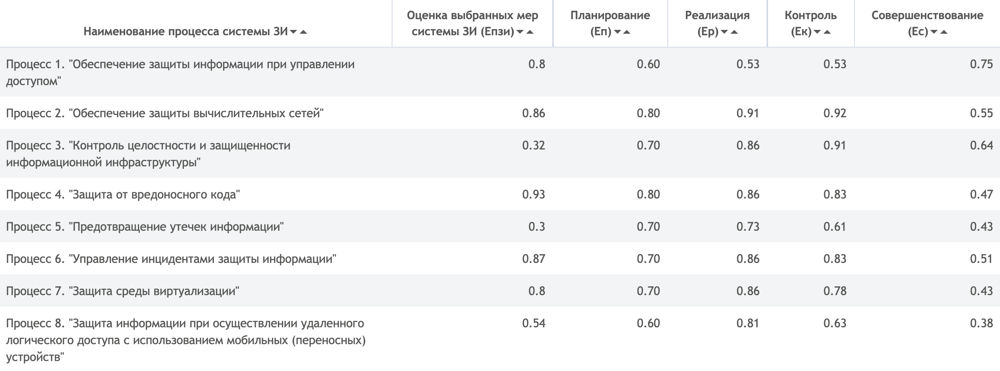 Наименование процесса системы ЗИ
Оценка выбранных мер
системы ЗИ (Епзи)
Планирование
(Еп)
Реализация
(Ер)
Контроль
(Ек)
Совершенствование
(Ес)
Процесс 1. "Обеспечение защиты информации при управлении
доступом"
0.8 0.60 0.53 0.53 0.75
Процесс 2. "Обеспечение защиты вычислительных сетей" 0.86 0.80 0.91 0.92 0.55
Процесс 3. "Контроль целостности и защищенности
информационной инфраструктуры"
0.32 0.70 0.86 0.91 0.64
Процесс 4. "Защита от вредоносного кода" 0.93 0.80 0.86 0.83 0.47
Процесс 5. "Предотвращение утечек информации" 0.3 0.70 0.73 0.61 0.43
Процесс 6. "Управление инцидентами защиты информации" 0.87 0.70 0.86 0.83 0.51
Процесс 7. "Защита среды виртуализации" 0.8 0.70 0.86 0.78 0.43
Процесс 8. "Защита информации при осуществлении удаленного
логического доступа с использованием мобильных (переносных)
устройств"
0.54 0.60 0.81 0.63 0.38